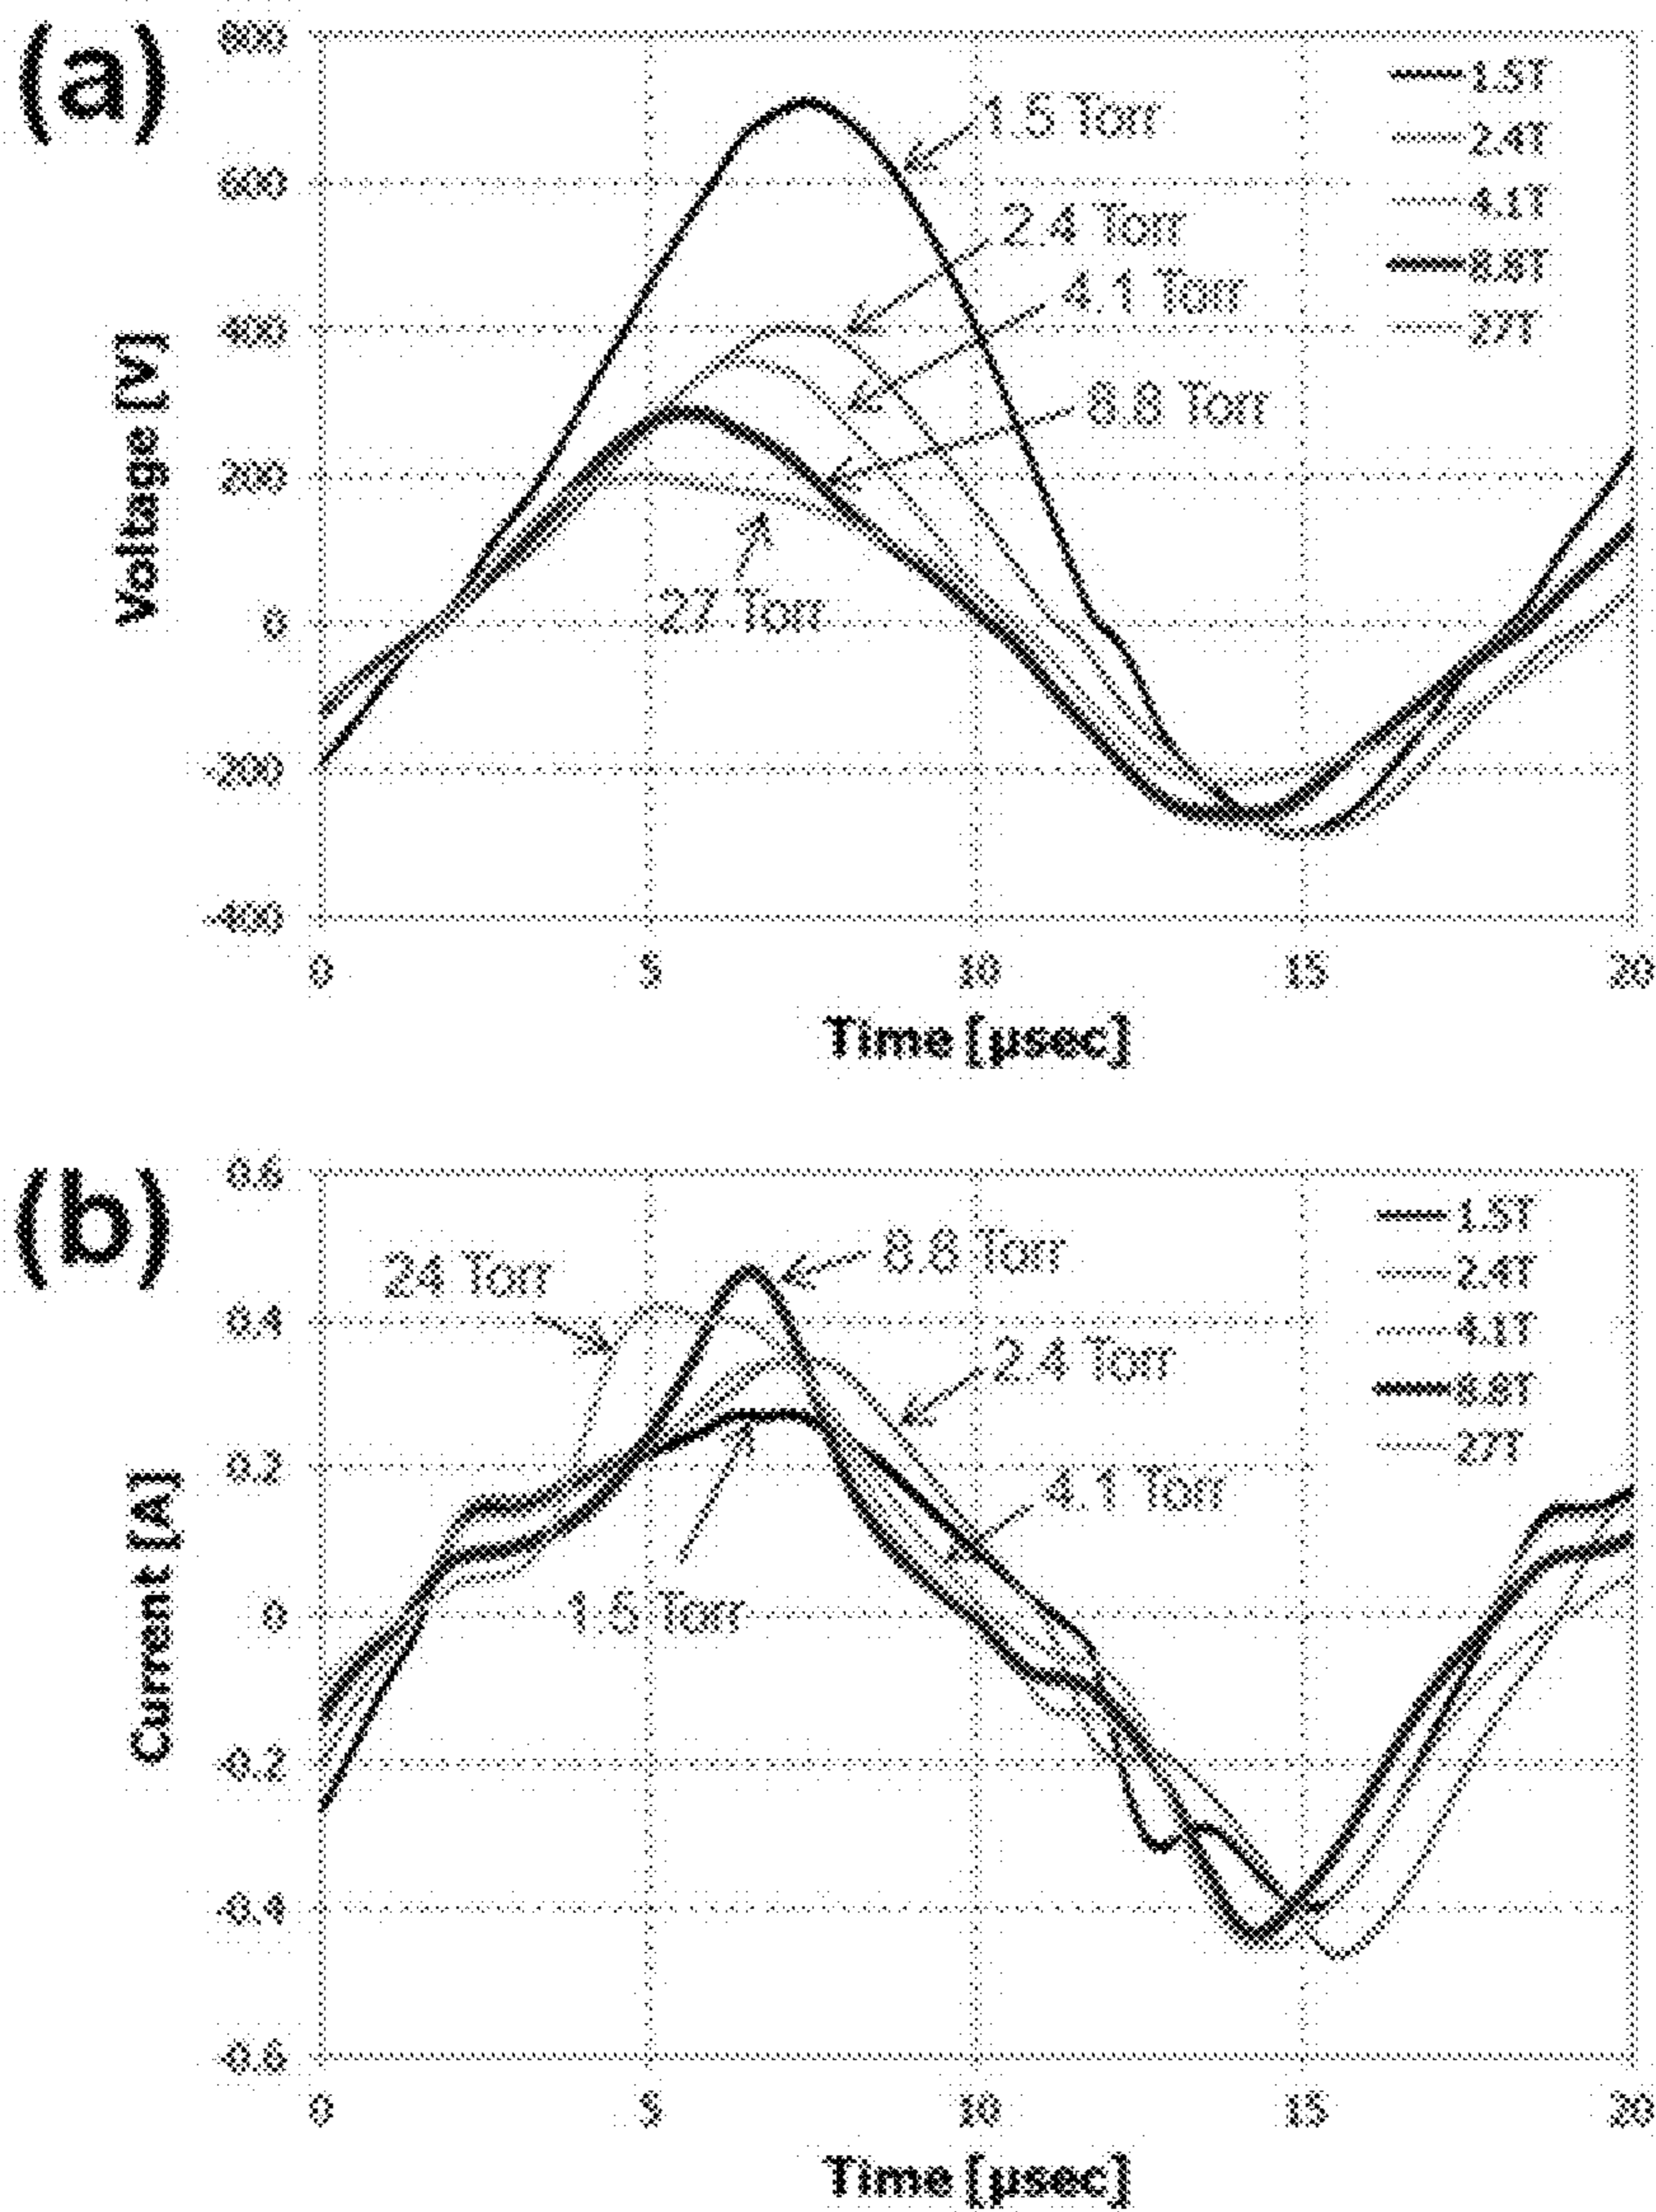 (a)
800
600
400
200
0
-200
-400
Voltage [V]
1.5 Torr
2.4 Torr
4.1 Torr
8.8 Torr
27 Torr
1.5T
2.4T
4.1T
8.8T
27T
0 5 10 15 20
Time [µsec]
(b)
0.6
0.4
0.2
0
-0.2
-0.4
-0.6
Current [A]
24 Torr
8.8 Torr
2.4 Torr
4.1 Torr
1.5 Torr
1.5T
2.4T
4.1T
8.8T
27T
0 5 10 15 20
Time [µsec]